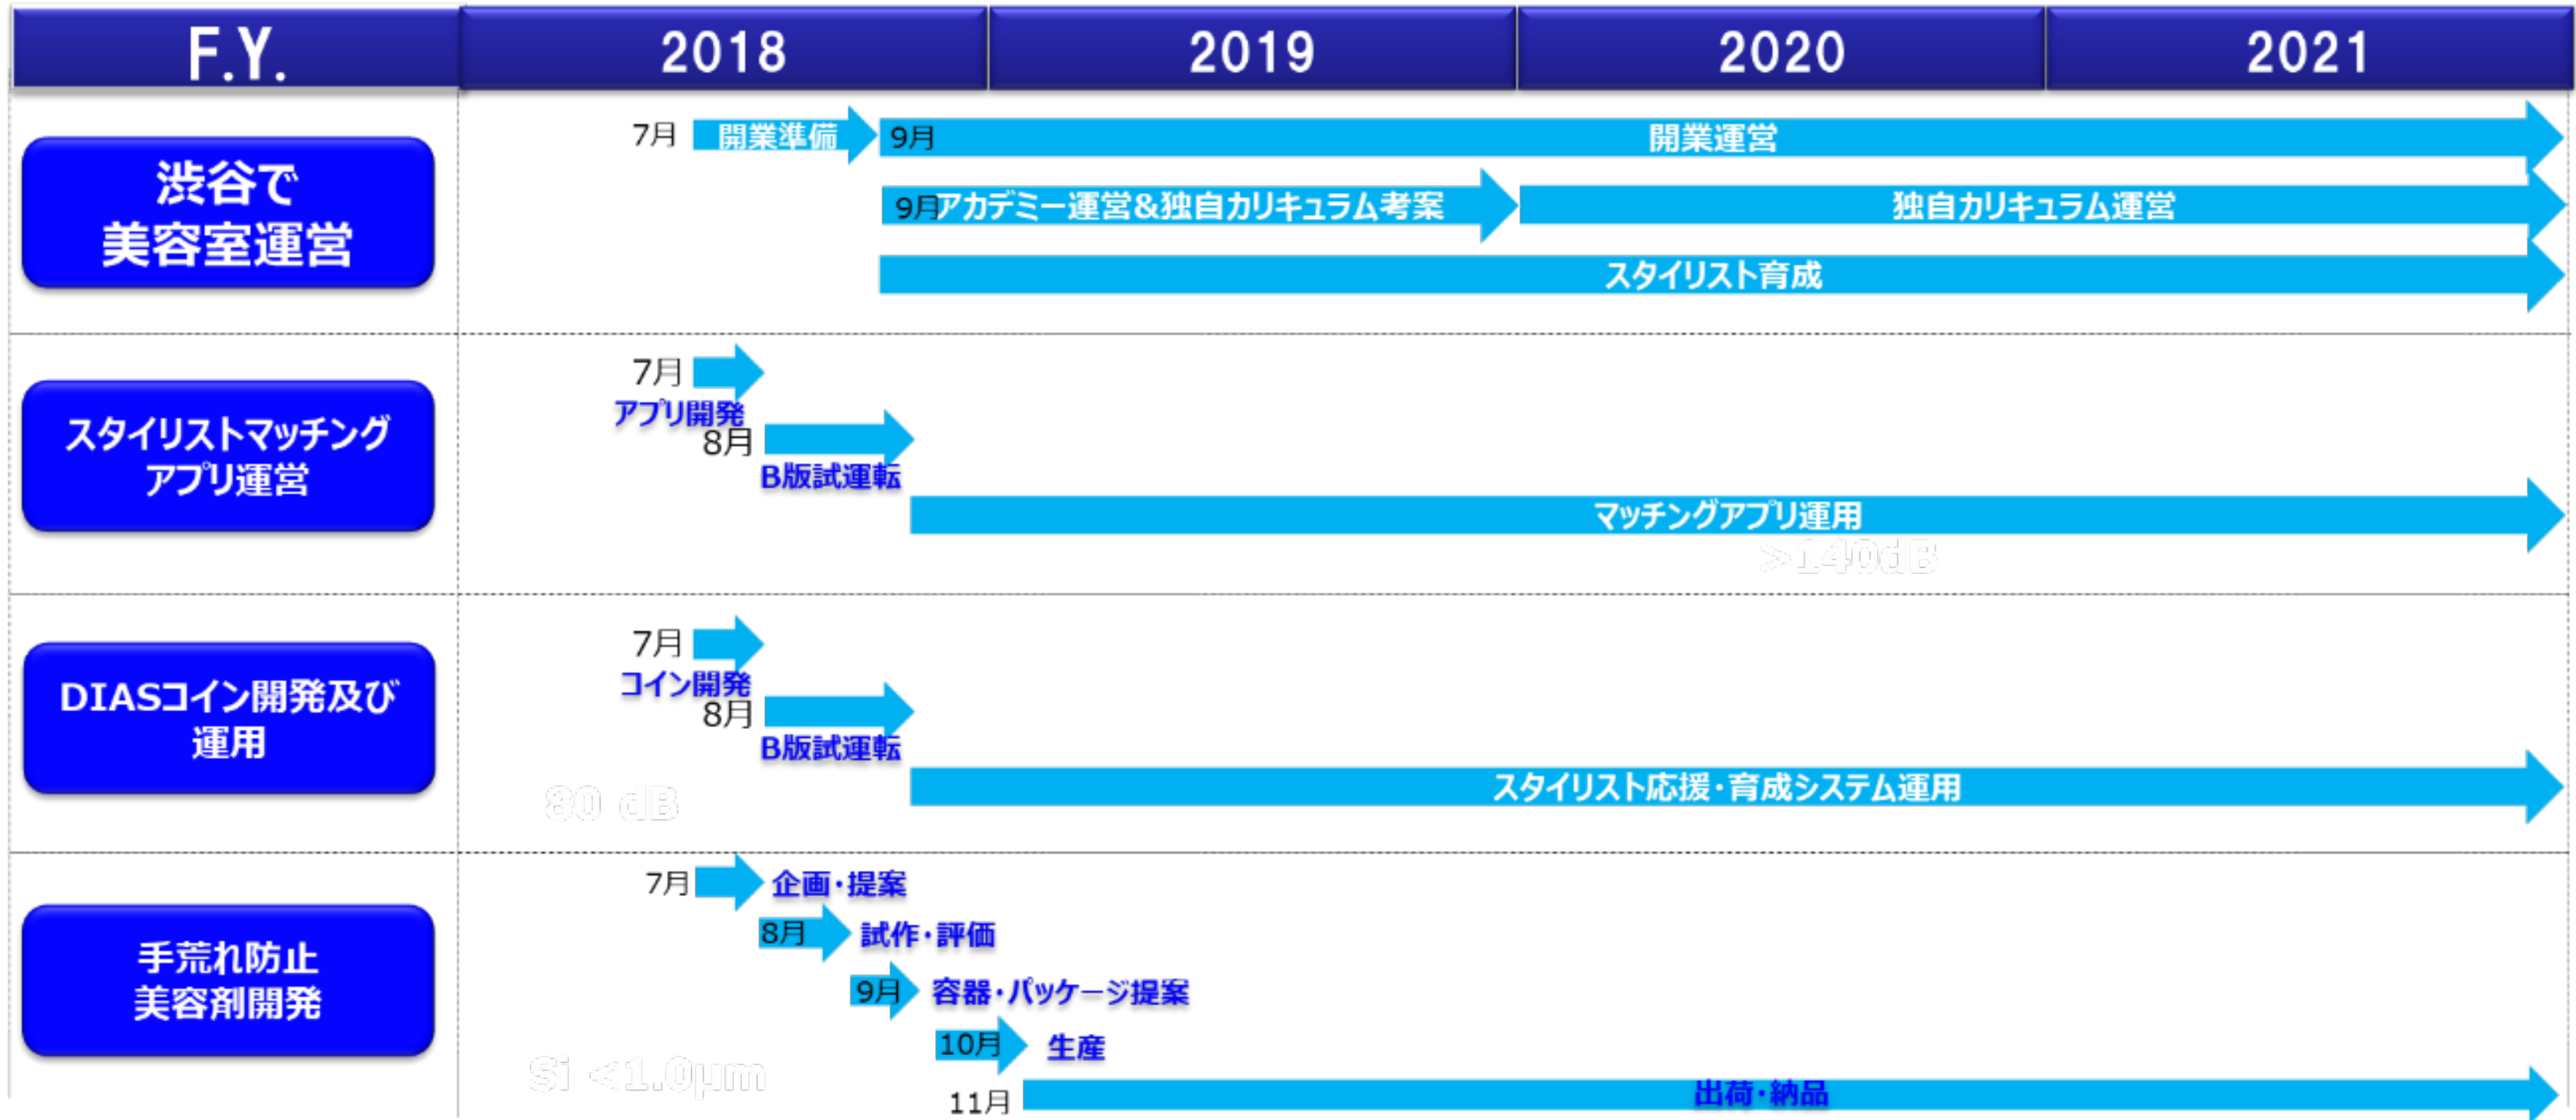 F.Y. 2018 2019 2020 2021
渋谷で
美容室運営
7月 開業準備 9月 開業運営
9月 アカデミー運営&独自カリキュラム考案 独自カリキュラム運営
スタイリスト育成
スタイリストマッチング
アプリ運営
7月
アプリ開発
8月
B版試運転
マッチングアプリ運用
>140dB
DIASコイン開発及び
運用
7月
コイン開発
8月
B版試運転
スタイリスト応援・育成システム運用
80 dB
手荒れ防止
美容剤開発
7月 企画・提案
8月 試作・評価
9月 容器・パッケージ提案
10月 生産
11月 出荷・納品
Si <1.0μm